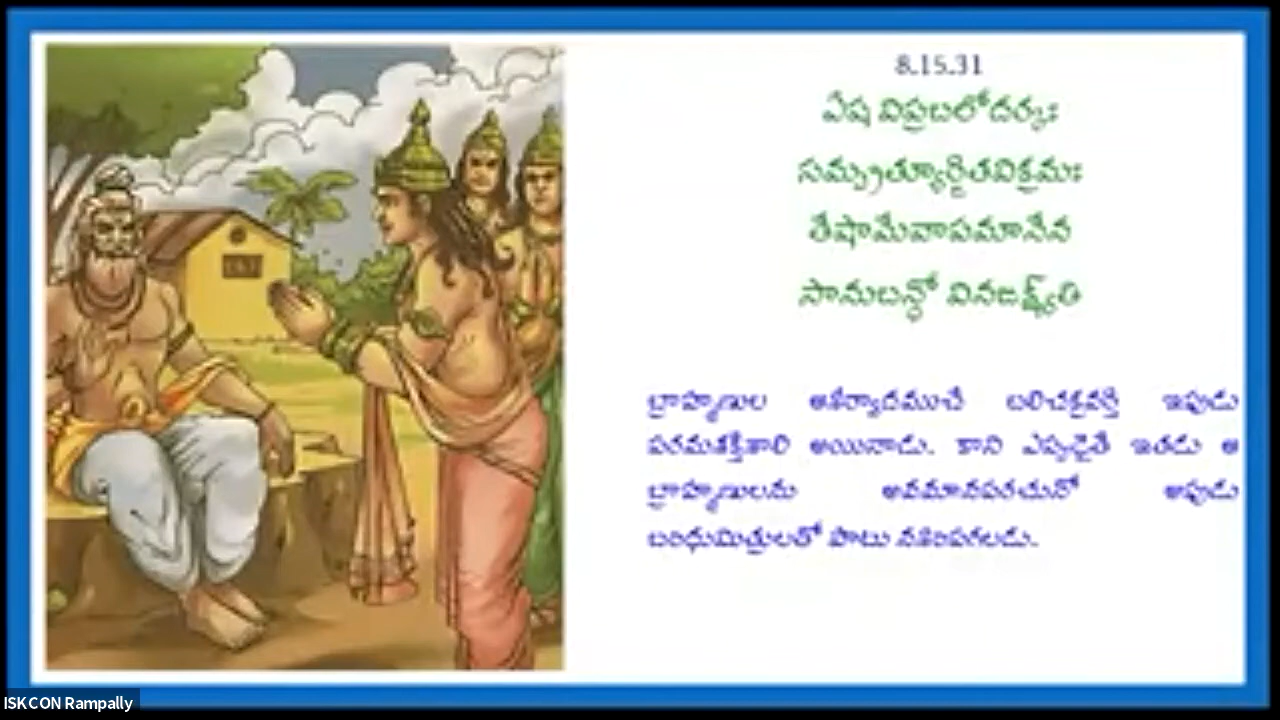 8.15.31
ఏష విప్రబలోదర్కః
సమ్ప్రత్యూర్జితవిక్రమః
తేషామేవాపమానేన
సానుబన్ధో వినఙ్క్ష్యతి
బ్రాహ్మణుల ఆశీర్వాదముచే బలిచక్రవర్తి ఇపుడు
పరమశక్తిశాలి అయినాడు. కాని ఎప్పుడైతే ఇతడు ఆ
బ్రాహ్మణులను అవమానపరచునో అపుడు
బంధుమిత్రులతో పాటు నశింపగలడు.
ISKCON Rampally